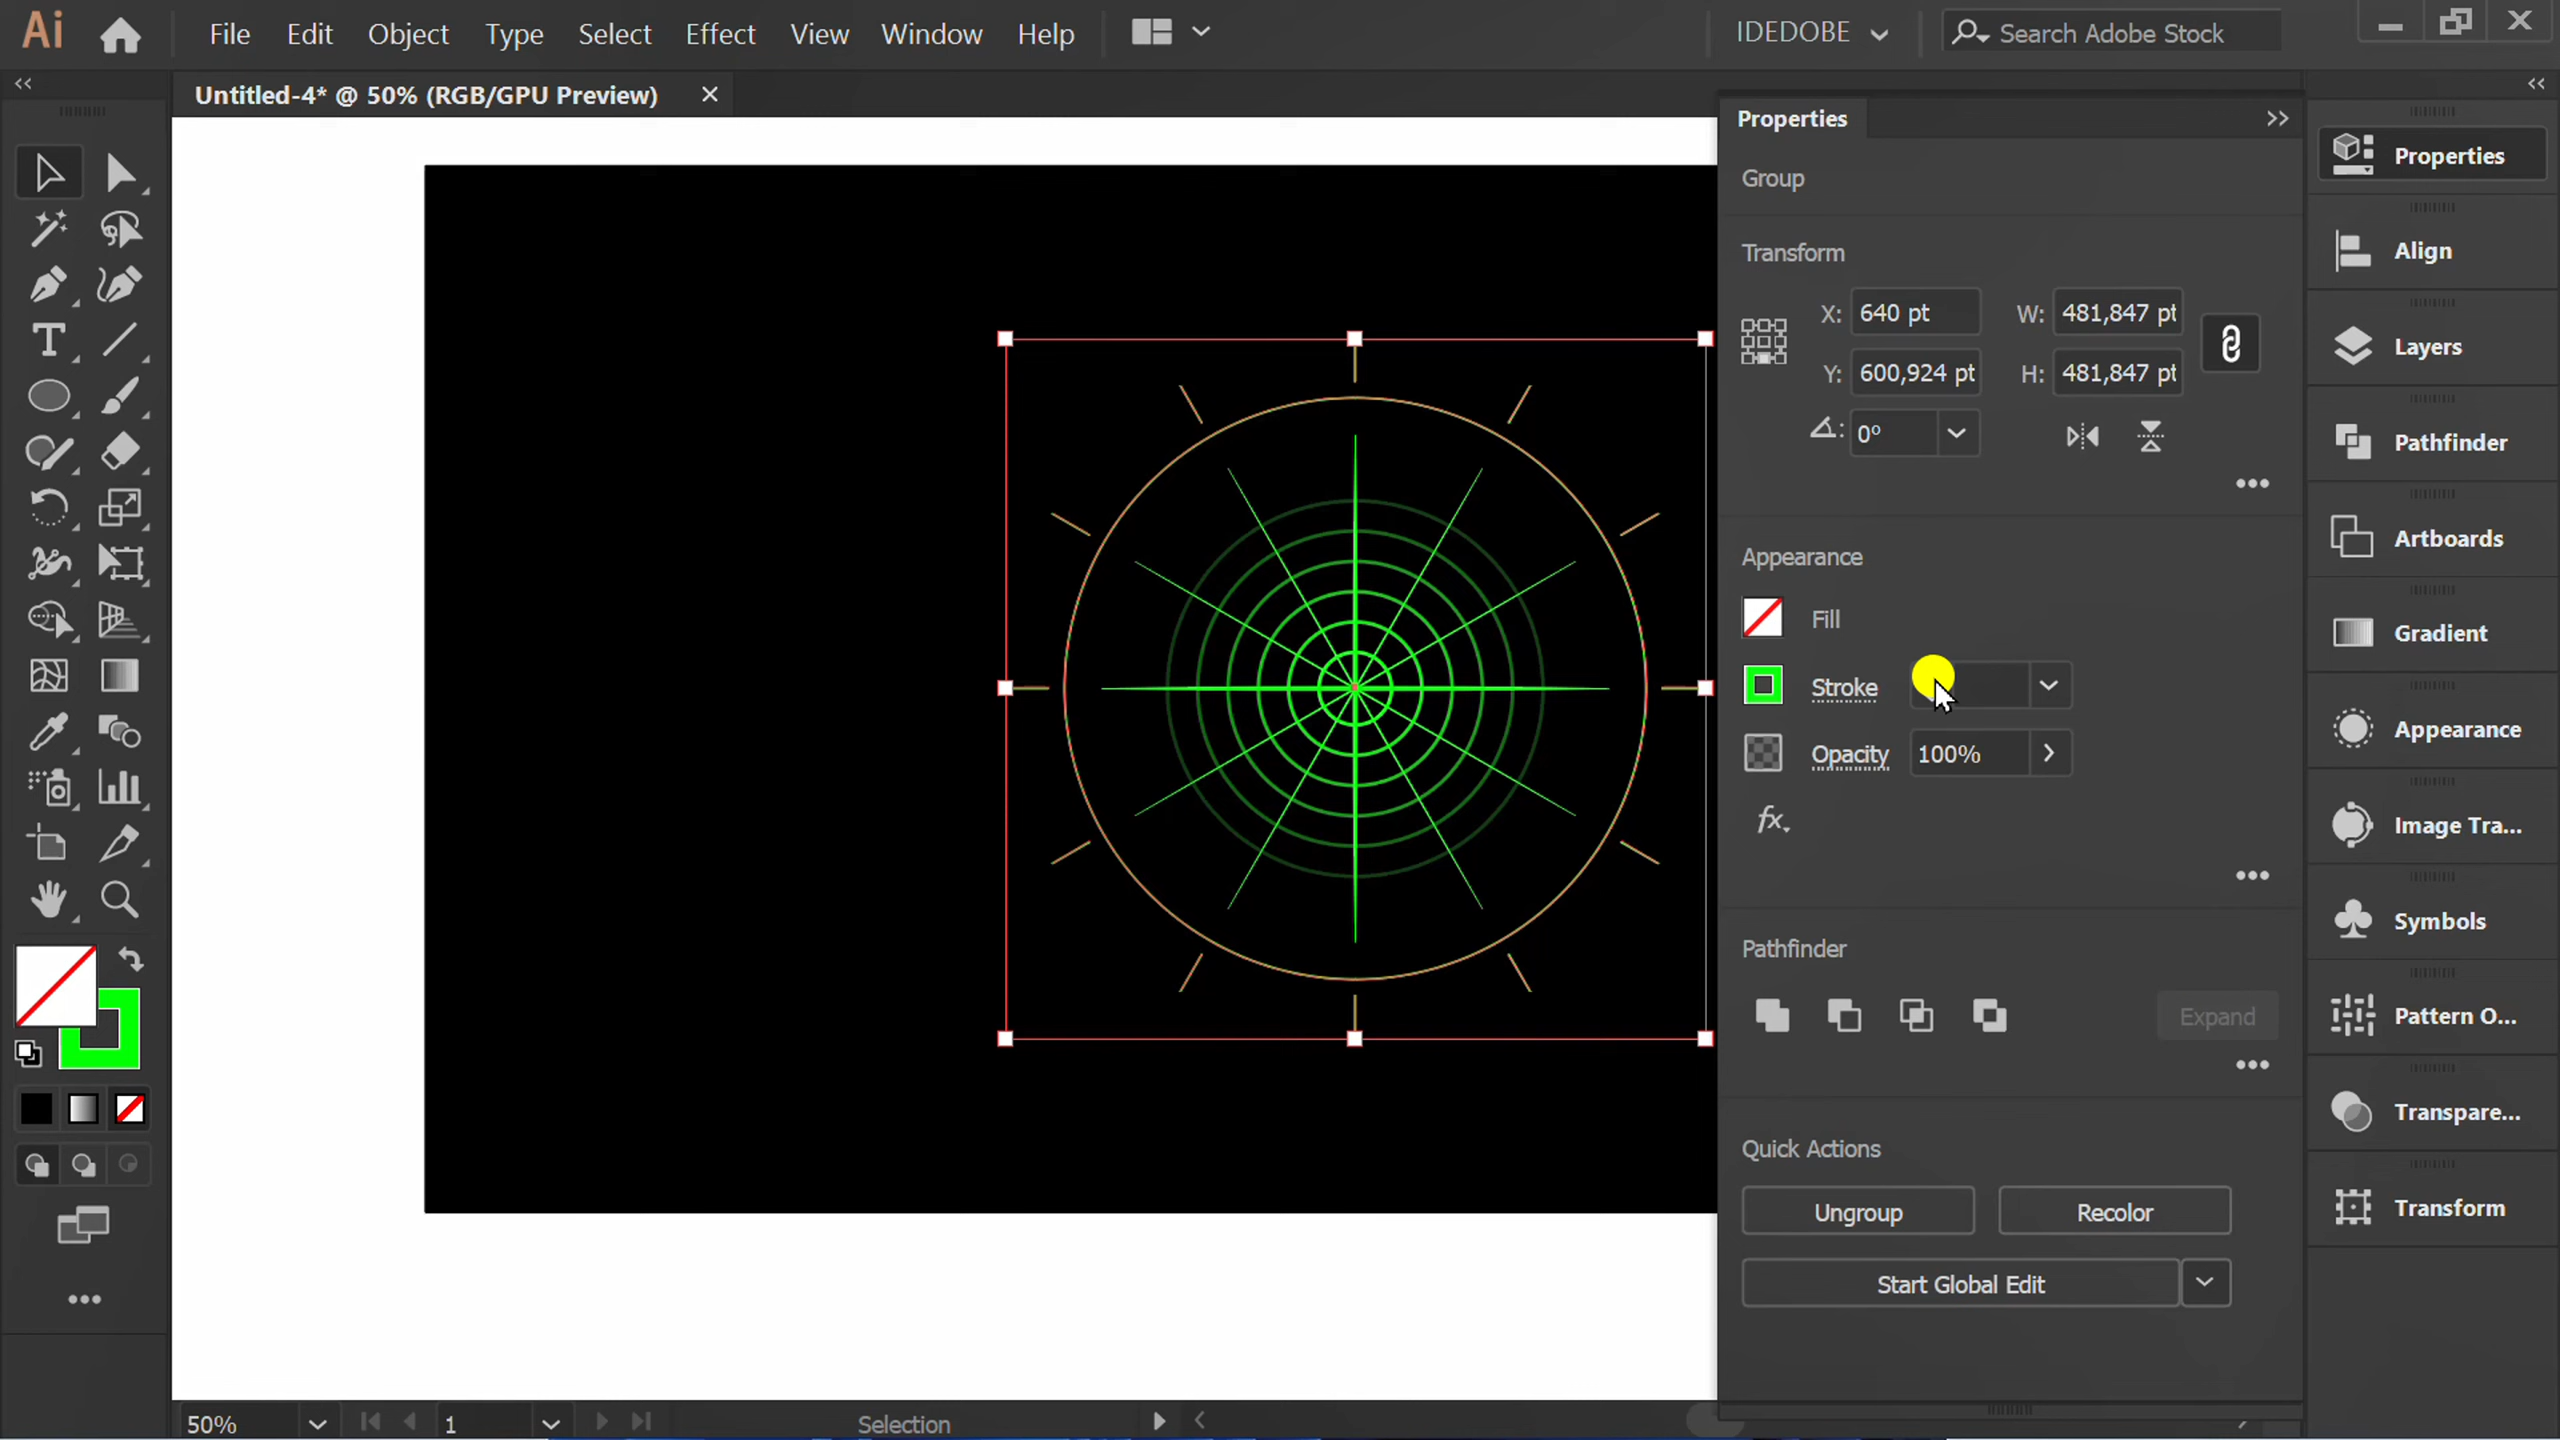 Ai File Edit Object Type Select Effect View Window Help IDEDOBE Search Adobe Stock
Untitled-4* @ 50% (RGB/GPU Preview)
Properties
Group
Transform
X: 640 pt W: 481,847 pt
Y: 600,924 pt H: 481,847 pt
0°
Appearance
Fill
Stroke
Opacity 100%
fx.
Pathfinder
Expand
Quick Actions
Ungroup Recolor
Start Global Edit
Properties
Align
Layers
Pathfinder
Artboards
Gradient
Appearance
Image Tra...
Symbols
Pattern O...
Transpare...
Transform
50% 1 Selection